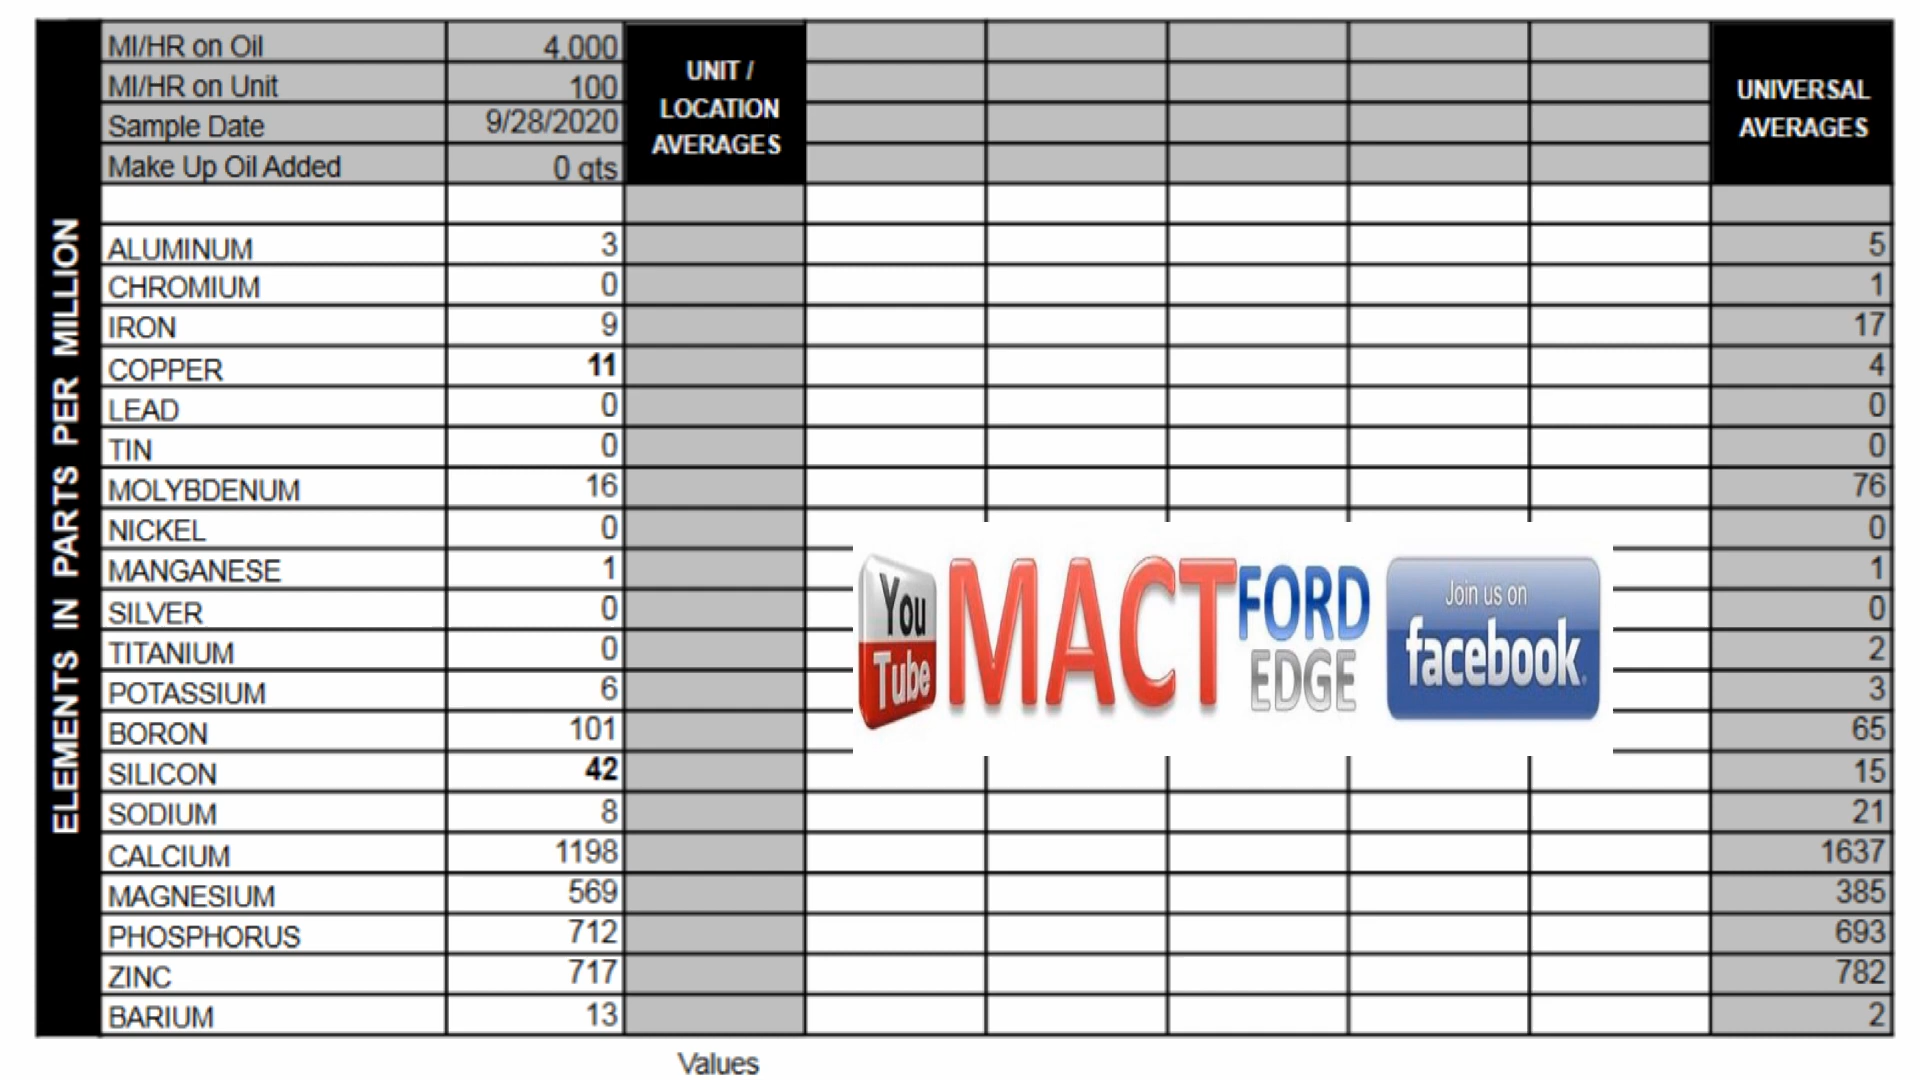 MI/HR on Oil 4,000
MI/HR on Unit 100
Sample Date 9/28/2020
Make Up Oil Added 0 qts
UNIT /
LOCATION
AVERAGES
UNIVERSAL
AVERAGES
ELEMENTS IN PARTS PER MILLION
ALUMINUM 3 5
CHROMIUM 0 1
IRON 9 17
COPPER 11 4
LEAD 0 0
TIN 0 0
MOLYBDENUM 16 76
NICKEL 0 0
MANGANESE 1 1
SILVER 0 0
TITANIUM 0 2
POTASSIUM 6 3
BORON 101 65
SILICON 42 15
SODIUM 8 21
CALCIUM 1198 1637
MAGNESIUM 569 385
PHOSPHORUS 712 693
ZINC 717 782
BARIUM 13 2
You
Tube
MACT
FORD
EDGE
Join us on
facebook
Values